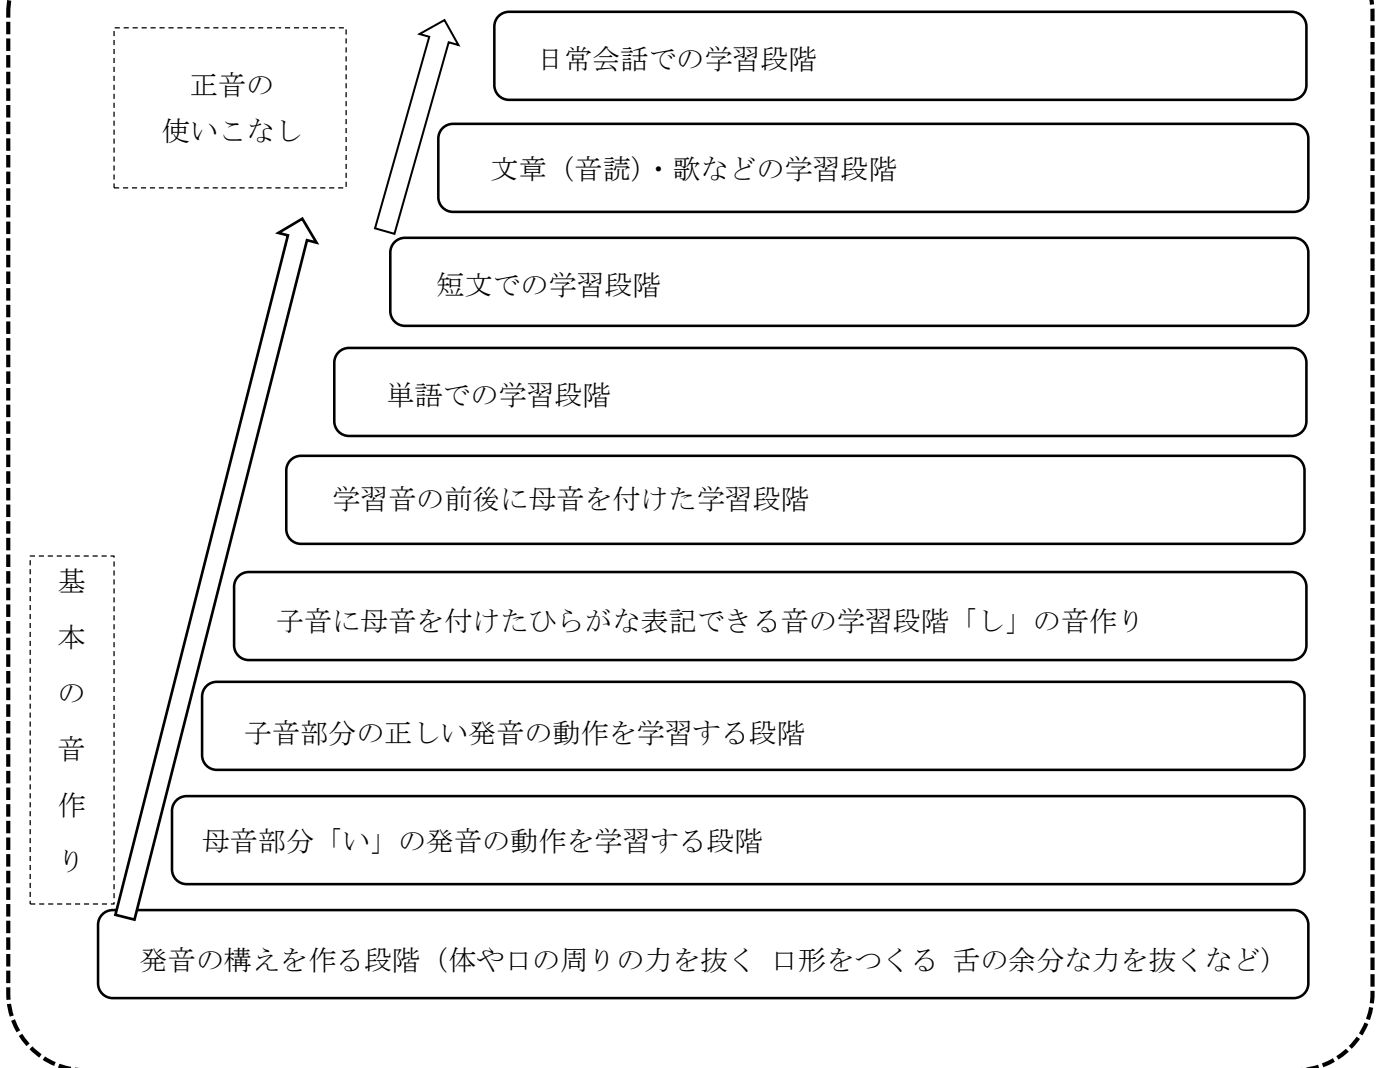 正音の
使いこなし
日常会話での学習段階
文章（音読）・歌などの学習段階
短文での学習段階
単語での学習段階
学習音の前後に母音を付けた学習段階
基本の音作り
子音に母音を付けたひらがな表記できる音の学習段階「し」の音作り
子音部分の正しい発音の動作を学習する段階
母音部分「い」の発音の動作を学習する段階
発音の構えを作る段階（体や口の周りの力を抜く 口形をつくる 舌の余分な力を抜くなど）